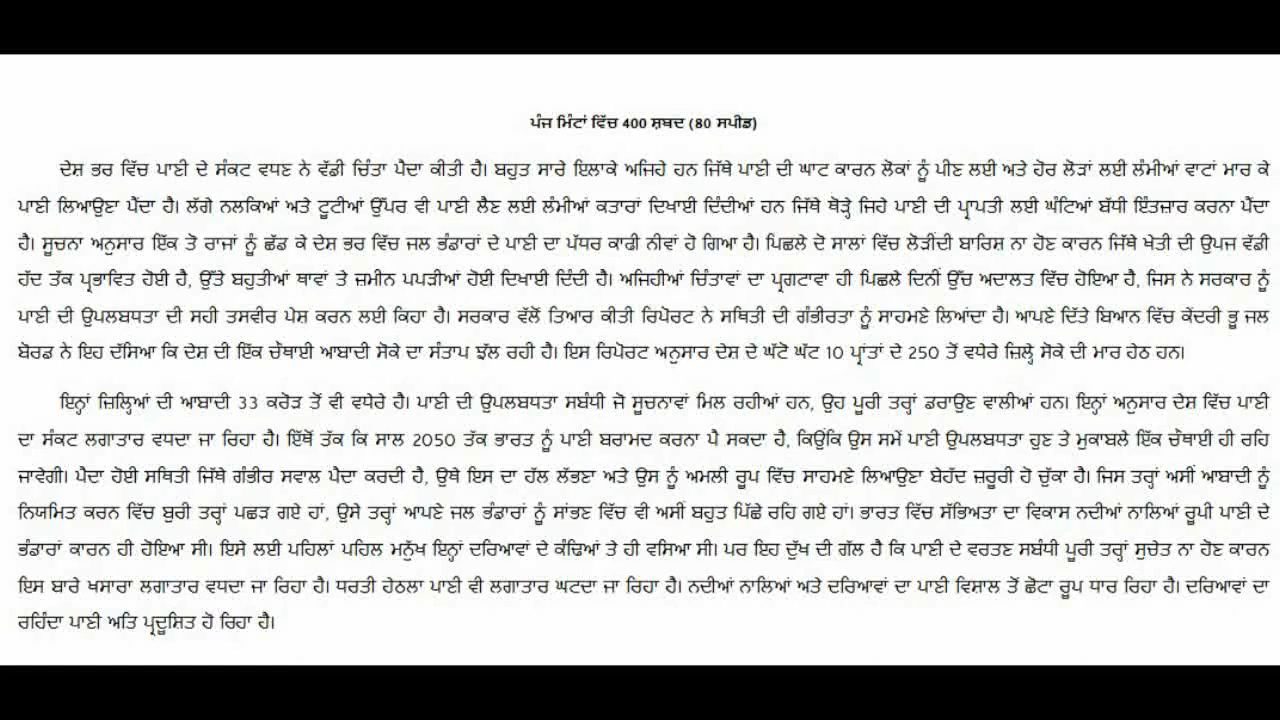 ਪੰਜ ਮਿੰਟਾਂ ਵਿੱਚ 400 ਸ਼ਬਦ (80 ਸਪੀਡ)
ਦੇਸ਼ ਭਰ ਵਿੱਚ ਪਾਣੀ ਦੇ ਸੰਕਟ ਵਧਣ ਨੇ ਵੱਡੀ ਚਿੰਤਾ ਪੈਦਾ ਕੀਤੀ ਹੈ। ਬਹੁਤ ਸਾਰੇ ਇਲਾਕੇ ਅਜਿਹੇ ਹਨ ਜਿੱਥੇ ਪਾਣੀ ਦੀ ਘਾਟ ਕਾਰਨ ਲੋਕਾਂ ਨੂੰ ਪੀਣ ਲਈ ਅਤੇ ਹੋਰ ਲੋੜਾਂ ਲਈ ਲੰਮੀਆਂ ਵਾਟਾਂ ਮਾਰ ਕੇ
ਪਾਣੀ ਲਿਆਉਣਾ ਪੈਂਦਾ ਹੈ। ਲੱਗੇ ਨਲਕਿਆਂ ਅਤੇ ਟੂਟੀਆਂ ਉੱਪਰ ਵੀ ਪਾਣੀ ਲੈਣ ਲਈ ਲੰਮੀਆਂ ਕਤਾਰਾਂ ਦਿਖਾਈ ਦਿੰਦੀਆਂ ਹਨ ਜਿੱਥੇ ਥੋੜ੍ਹੇ ਜਿਹੇ ਪਾਣੀ ਦੀ ਪ੍ਰਾਪਤੀ ਲਈ ਘੰਟਿਆਂ ਬੱਧੀ ਇੰਤਜ਼ਾਰ ਕਰਨਾ ਪੈਂਦਾ
ਹੈ। ਸੂਚਨਾ ਅਨੁਸਾਰ ਇੱਕ ਤੋ ਰਾਜਾਂ ਨੂੰ ਛੱਡ ਕੇ ਦੇਸ਼ ਭਰ ਵਿੱਚ ਜਲ ਭੰਡਾਰਾਂ ਦੇ ਪਾਣੀ ਦਾ ਪੱਧਰ ਕਾਫੀ ਨੀਵਾਂ ਹੋ ਗਿਆ ਹੈ। ਪਿਛਲੇ ਦੋ ਸਾਲਾਂ ਵਿੱਚ ਲੋੜੀਂਦੀ ਬਾਰਿਸ਼ ਨਾ ਹੋਣ ਕਾਰਨ ਜਿੱਥੇ ਖੇਤੀ ਦੀ ਉਪਜ ਵੱਡੀ
ਹੱਦ ਤੱਕ ਪ੍ਰਭਾਵਿਤ ਹੋਈ ਹੈ, ਉੱਤੇ ਬਹੁਤੀਆਂ ਥਾਵਾਂ ਤੇ ਜ਼ਮੀਨ ਪਪੜੀਆਂ ਹੋਈ ਦਿਖਾਈ ਦਿੰਦੀ ਹੈ। ਅਜਿਹੀਆਂ ਚਿੰਤਾਵਾਂ ਦਾ ਪ੍ਰਗਟਾਵਾ ਹੀ ਪਿਛਲੇ ਦਿਨੀਂ ਉੱਚ ਅਦਾਲਤ ਵਿੱਚ ਹੋਇਆ ਹੈ, ਜਿਸ ਨੇ ਸਰਕਾਰ ਨੂੰ
ਪਾਣੀ ਦੀ ਉਪਲਬਧਤਾ ਦੀ ਸਹੀ ਤਸਵੀਰ ਪੇਸ਼ ਕਰਨ ਲਈ ਕਿਹਾ ਹੈ। ਸਰਕਾਰ ਵੱਲੋਂ ਤਿਆਰ ਕੀਤੀ ਰਿਪੋਰਟ ਨੇ ਸਥਿਤੀ ਦੀ ਗੰਭੀਰਤਾ ਨੂੰ ਸਾਹਮਣੇ ਲਿਆਂਦਾ ਹੈ। ਆਪਣੇ ਦਿੱਤੇ ਬਿਆਨ ਵਿੱਚ ਕੇਂਦਰੀ ਭੂ ਜਲ
ਬੋਰਡ ਨੇ ਇਹ ਦੱਸਿਆ ਕਿ ਦੇਸ਼ ਦੀ ਇੱਕ ਚੌਥਾਈ ਆਬਾਦੀ ਸੋਕੇ ਦਾ ਸੰਤਾਪ ਝੁੱਲ ਰਹੀ ਹੈ। ਇਸ ਰਿਪੋਰਟ ਅਨੁਸਾਰ ਦੇਸ਼ ਦੇ ਘੱਟੋ ਘੱਟ 10 ਪ੍ਰਾਂਤਾਂ ਦੇ 250 ਤੋਂ ਵਧੇਰੇ ਜ਼ਿਲ੍ਹੇ ਸੋਕੇ ਦੀ ਮਾਰ ਹੇਠ ਹਨ।
ਇਨ੍ਹਾਂ ਜ਼ਿਲ੍ਹਿਆਂ ਦੀ ਆਬਾਦੀ 33 ਕਰੋੜ ਤੋਂ ਵੀ ਵਧੇਰੇ ਹੈ। ਪਾਣੀ ਦੀ ਉਪਲਬਧਤਾ ਸਬੰਧੀ ਜੋ ਸੂਚਨਾਵਾਂ ਮਿਲ ਰਹੀਆਂ ਹਨ, ਉਹ ਪੂਰੀ ਤਰ੍ਹਾਂ ਡਰਾਉਣ ਵਾਲੀਆਂ ਹਨ। ਇਨ੍ਹਾਂ ਅਨੁਸਾਰ ਦੇਸ਼ ਵਿੱਚ ਪਾਣੀ
ਦਾ ਸੰਕਟ ਲਗਾਤਾਰ ਵਧਦਾ ਜਾ ਰਿਹਾ ਹੈ। ਇੱਥੋਂ ਤੱਕ ਕਿ ਸਾਲ 2050 ਤੱਕ ਭਾਰਤ ਨੂੰ ਪਾਣੀ ਬਰਾਮਦ ਕਰਨਾ ਪੈ ਸਕਦਾ ਹੈ, ਕਿਉਂਕਿ ਉਸ ਸਮੇਂ ਪਾਣੀ ਉਪਲਬਧਤਾ ਹੁਣ ਤੇ ਮੁਕਾਬਲੇ ਇੱਕ ਚੌਥਾਈ ਹੀ ਰਹਿ
ਜਾਵੇਗੀ। ਪੈਦਾ ਹੋਈ ਸਥਿਤੀ ਜਿੱਥੇ ਗੰਭੀਰ ਸਵਾਲ ਪੈਦਾ ਕਰਦੀ ਹੈ, ਉਥੇ ਇਸ ਦਾ ਹੱਲ ਲੱਭਣਾ ਅਤੇ ਉਸ ਨੂੰ ਅਮਲੀ ਰੂਪ ਵਿੱਚ ਸਾਹਮਣੇ ਲਿਆਉਣਾ ਬੇਹੱਦ ਜ਼ਰੂਰੀ ਹੋ ਚੁੱਕਾ ਹੈ। ਜਿਸ ਤਰ੍ਹਾਂ ਅਸੀਂ ਆਬਾਦੀ ਨੂੰ
ਨਿਯਮਿਤ ਕਰਨ ਵਿੱਚ ਬੁਰੀ ਤਰ੍ਹਾਂ ਪਛੜ ਗਏ ਹਾਂ, ਉਸੇ ਤਰ੍ਹਾਂ ਆਪਣੇ ਜਲ ਭੰਡਾਰਾਂ ਨੂੰ ਸਾਂਭਣ ਵਿੱਚ ਵੀ ਅਸੀਂ ਬਹੁਤ ਪਿੱਛੇ ਰਹਿ ਗਏ ਹਾਂ। ਭਾਰਤ ਵਿੱਚ ਸੱਭਿਅਤਾ ਦਾ ਵਿਕਾਸ ਨਦੀਆਂ ਨਾਲਿਆਂ ਰੂਪੀ ਪਾਣੀ ਦੇ
ਭੰਡਾਰਾਂ ਕਾਰਨ ਹੀ ਹੋਇਆ ਸੀ। ਇਸੇ ਲਈ ਪਹਿਲਾਂ ਪਹਿਲ ਮਨੁੱਖ ਇਨ੍ਹਾਂ ਦਰਿਆਵਾਂ ਦੇ ਕੰਢਿਆਂ ਤੇ ਹੀ ਵਸਿਆ ਸੀ। ਪਰ ਇਹ ਦੁੱਖ ਦੀ ਗੱਲ ਹੈ ਕਿ ਪਾਣੀ ਦੇ ਵਰਤਣ ਸਬੰਧੀ ਪੂਰੀ ਤਰ੍ਹਾਂ ਸੁਚੇਤ ਨਾ ਹੋਣ ਕਾਰਨ
ਇਸ ਬਾਰੇ ਖਸਾਰਾ ਲਗਾਤਾਰ ਵਧਦਾ ਜਾ ਰਿਹਾ ਹੈ। ਧਰਤੀ ਹੇਠਲਾ ਪਾਣੀ ਵੀ ਲਗਾਤਾਰ ਘਟਦਾ ਜਾ ਰਿਹਾ ਹੈ। ਨਦੀਆਂ ਨਾਲਿਆਂ ਅਤੇ ਦਰਿਆਵਾਂ ਦਾ ਪਾਣੀ ਵਿਸ਼ਾਲ ਤੋਂ ਛੋਟਾ ਰੂਪ ਧਾਰ ਰਿਹਾ ਹੈ। ਦਰਿਆਵਾਂ ਦਾ
ਰਹਿੰਦਾ ਪਾਣੀ ਅਤਿ ਪ੍ਰਦੂਸ਼ਿਤ ਹੋ ਰਿਹਾ ਹੈ।